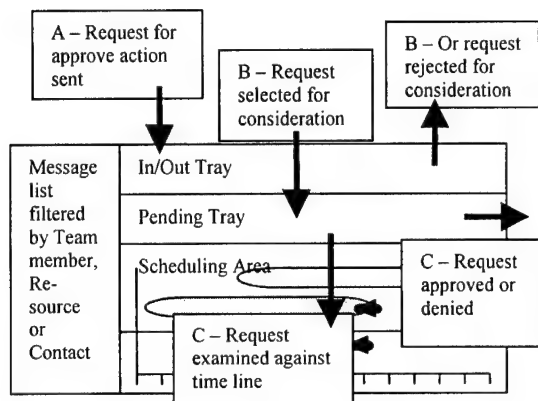 A – Request for
approve action
sent
B – Request
selected for
consideration
B – Or request
rejected for
consideration
Message
list
filtered
by Team
member,
Re-
source
or
Contact
In/Out Tray
Pending Tray
Scheduling Area
C – Request
approved or
denied
C – Request
examined against
time line